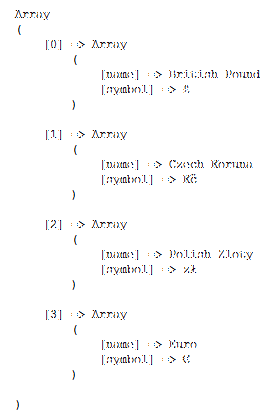 Array
(
    [0] => Array
        (
            [name] => British Pound
            [symbol] => £
        )

    [1] => Array
        (
            [name] => Czech Koruna
            [symbol] => Kč
        )

    [2] => Array
        (
            [name] => Polish Zloty
            [symbol] => zł
        )

    [3] => Array
        (
            [name] => Euro
            [symbol] => €
        )

)